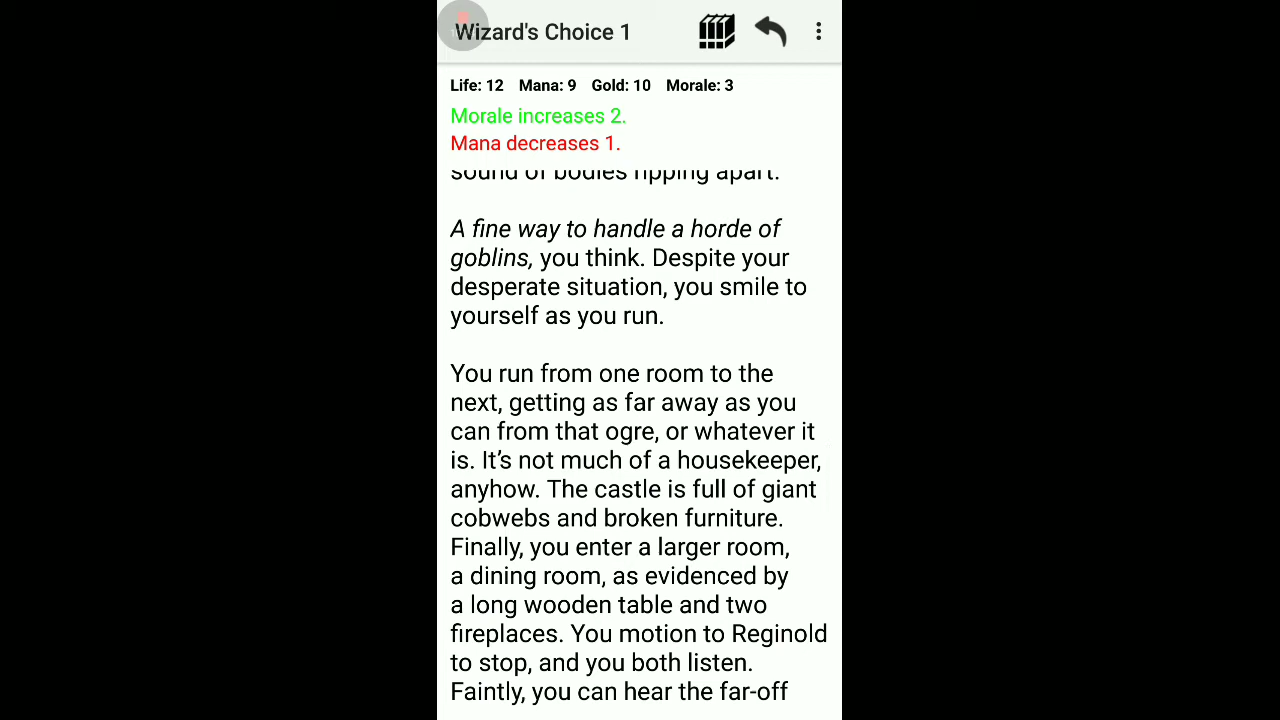 Wizard's Choice 1
Life: 12 Mana: 9 Gold: 10 Morale: 3
Morale increases 2.
Mana decreases 1.
sound of bodies ripping apart.
A fine way to handle a horde of
goblins, you think. Despite your
desperate situation, you smile to
yourself as you run.
You run from one room to the
next, getting as far away as you
can from that ogre, or whatever it
is. It’s not much of a housekeeper,
anyhow. The castle is full of giant
cobwebs and broken furniture.
Finally, you enter a larger room,
a dining room, as evidenced by
a long wooden table and two
fireplaces. You motion to Reginold
to stop, and you both listen.
Faintly, you can hear the far-off